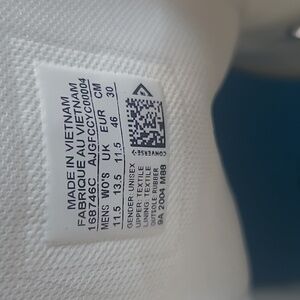 MADE IN VIETNAM
FABRIQUE AU VIETNAM
168746C AJGFCCYC00004
MENS WO'S UK EUR CM
11.5 13.5 11.5 46 30
GENDER: UNISEX
UPPER: TEXTILE
LINING: TEXTILE
OUTSOLE: RUBBER
9A 2004 M88
CONVERSE